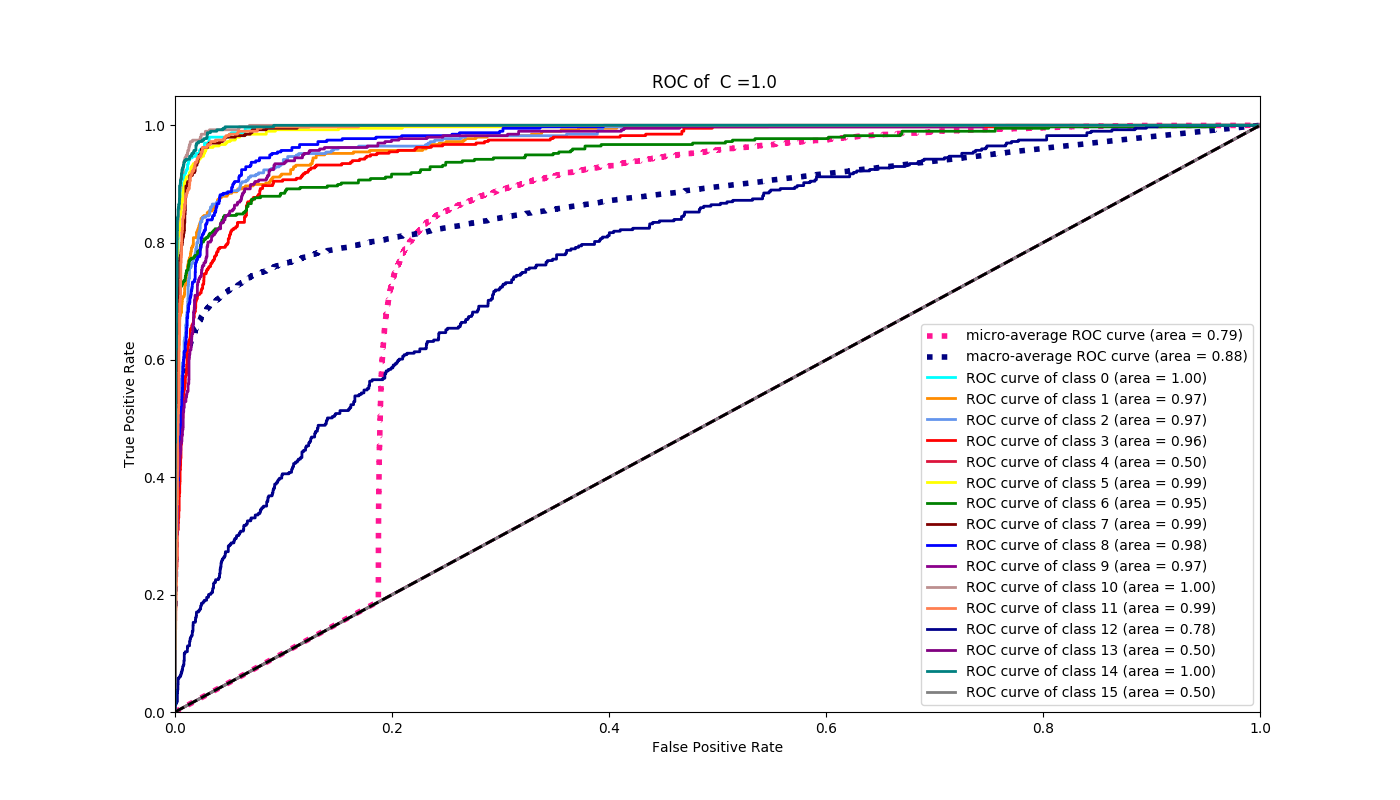 ROC of  C =1.0
1.0
0.8
0.6
0.4
0.2
0.0
True Positive Rate
micro-average ROC curve (area = 0.79)
macro-average ROC curve (area = 0.88)
ROC curve of class 0 (area = 1.00)
ROC curve of class 1 (area = 0.97)
ROC curve of class 2 (area = 0.97)
ROC curve of class 3 (area = 0.96)
ROC curve of class 4 (area = 0.50)
ROC curve of class 5 (area = 0.99)
ROC curve of class 6 (area = 0.95)
ROC curve of class 7 (area = 0.99)
ROC curve of class 8 (area = 0.98)
ROC curve of class 9 (area = 0.97)
ROC curve of class 10 (area = 1.00)
ROC curve of class 11 (area = 0.99)
ROC curve of class 12 (area = 0.78)
ROC curve of class 13 (area = 0.50)
ROC curve of class 14 (area = 1.00)
ROC curve of class 15 (area = 0.50)
0.0 0.2 0.4 0.6 0.8 1.0
False Positive Rate